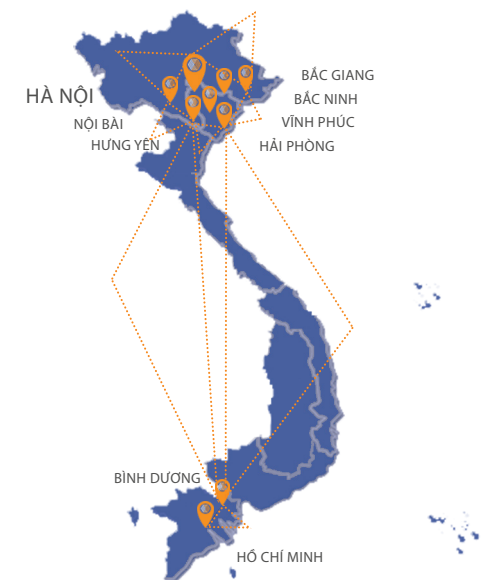 BẮC GIANG
HÀ NỘI
BẮC NINH
NỘI BÀI
VĨNH PHÚC
HƯNG YÊN
HẢI PHÒNG
BÌNH DƯƠNG
HỒ CHÍ MINH